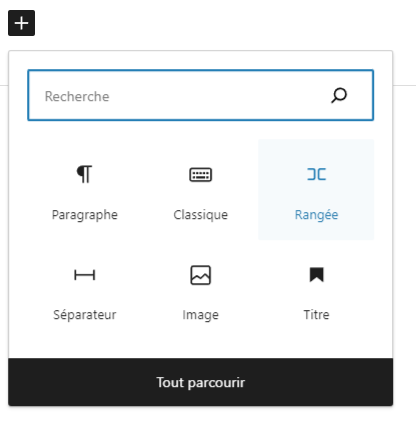 Recherche
Paragraphe
Classique
Rangée
Séparateur
Image
Titre
Tout parcourir